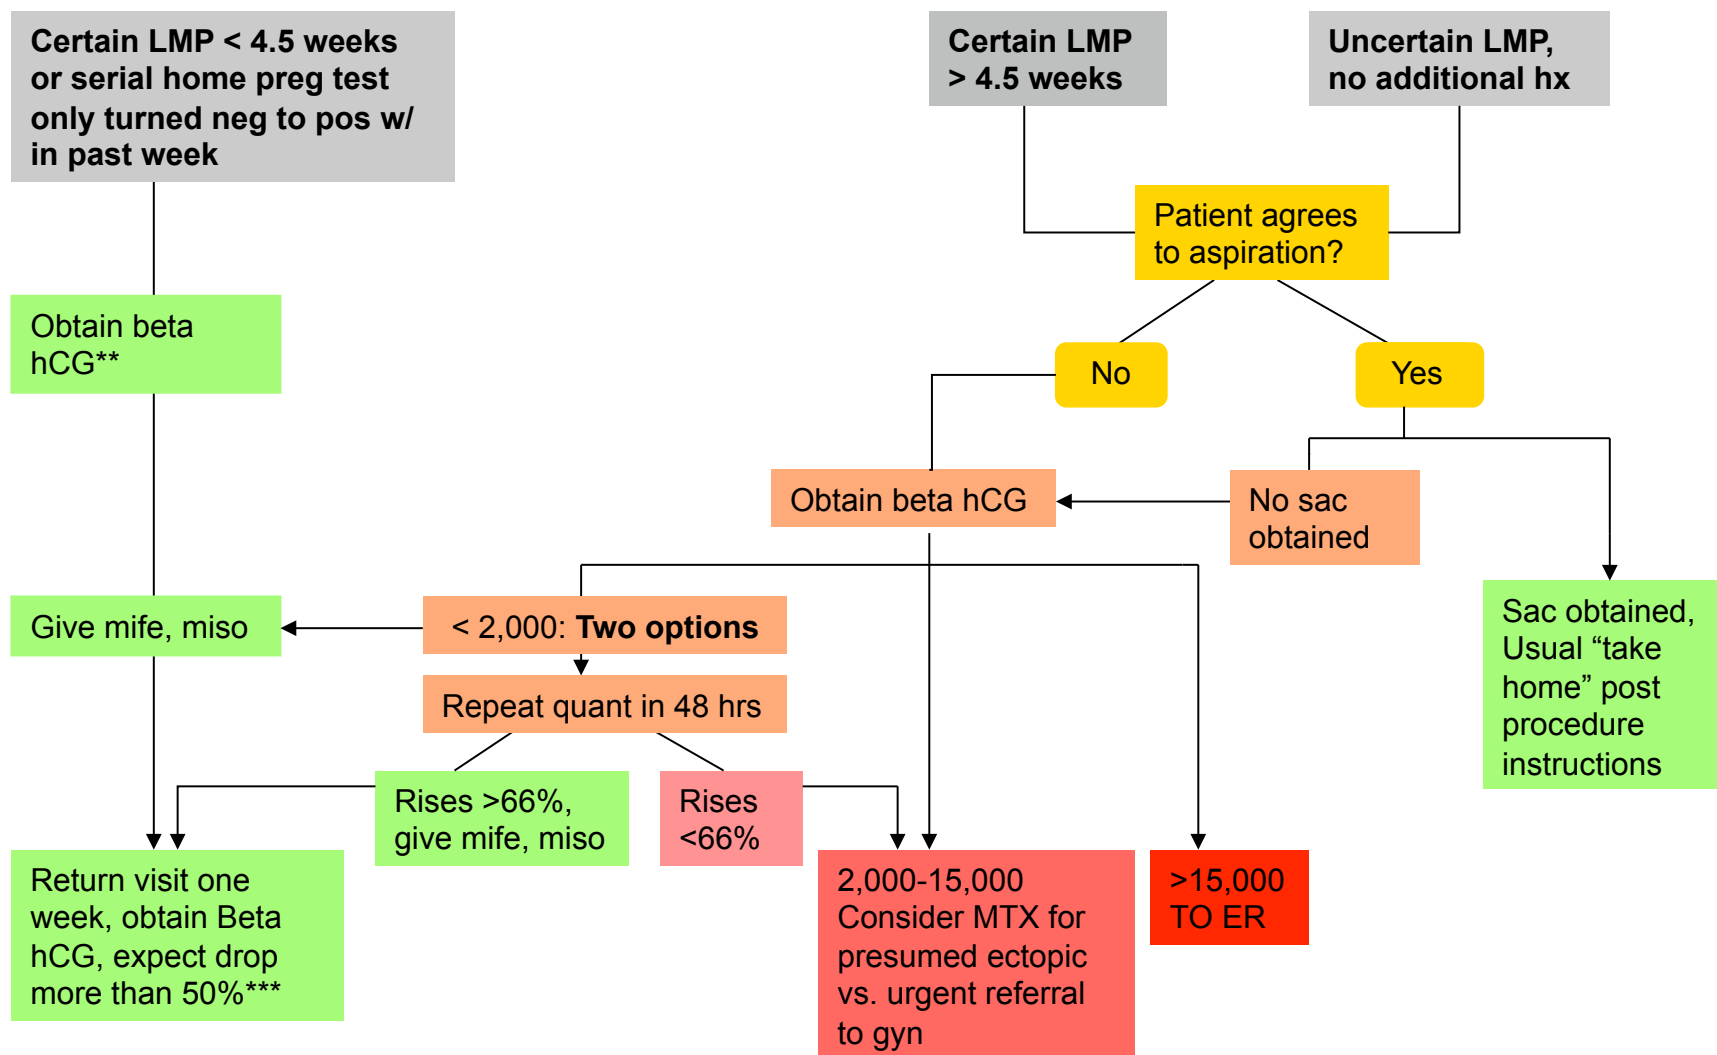 Certain LMP < 4.5 weeks
or serial home preg test
only turned neg to pos w/
in past week
Certain LMP
> 4.5 weeks
Uncertain LMP,
no additional hx
Patient agrees
to aspiration?
Obtain beta
hCG**
No
Yes
Obtain beta hCG
No sac
obtained
Give mife, miso
< 2,000: Two options
Sac obtained,
Usual “take
home” post
procedure
instructions
Repeat quant in 48 hrs
Rises >66%,
give mife, miso
Rises
<66%
Return visit one
week, obtain Beta
hCG, expect drop
more than 50%***
2,000-15,000
Consider MTX for
presumed ectopic
vs. urgent referral
to gyn
>15,000
TO ER